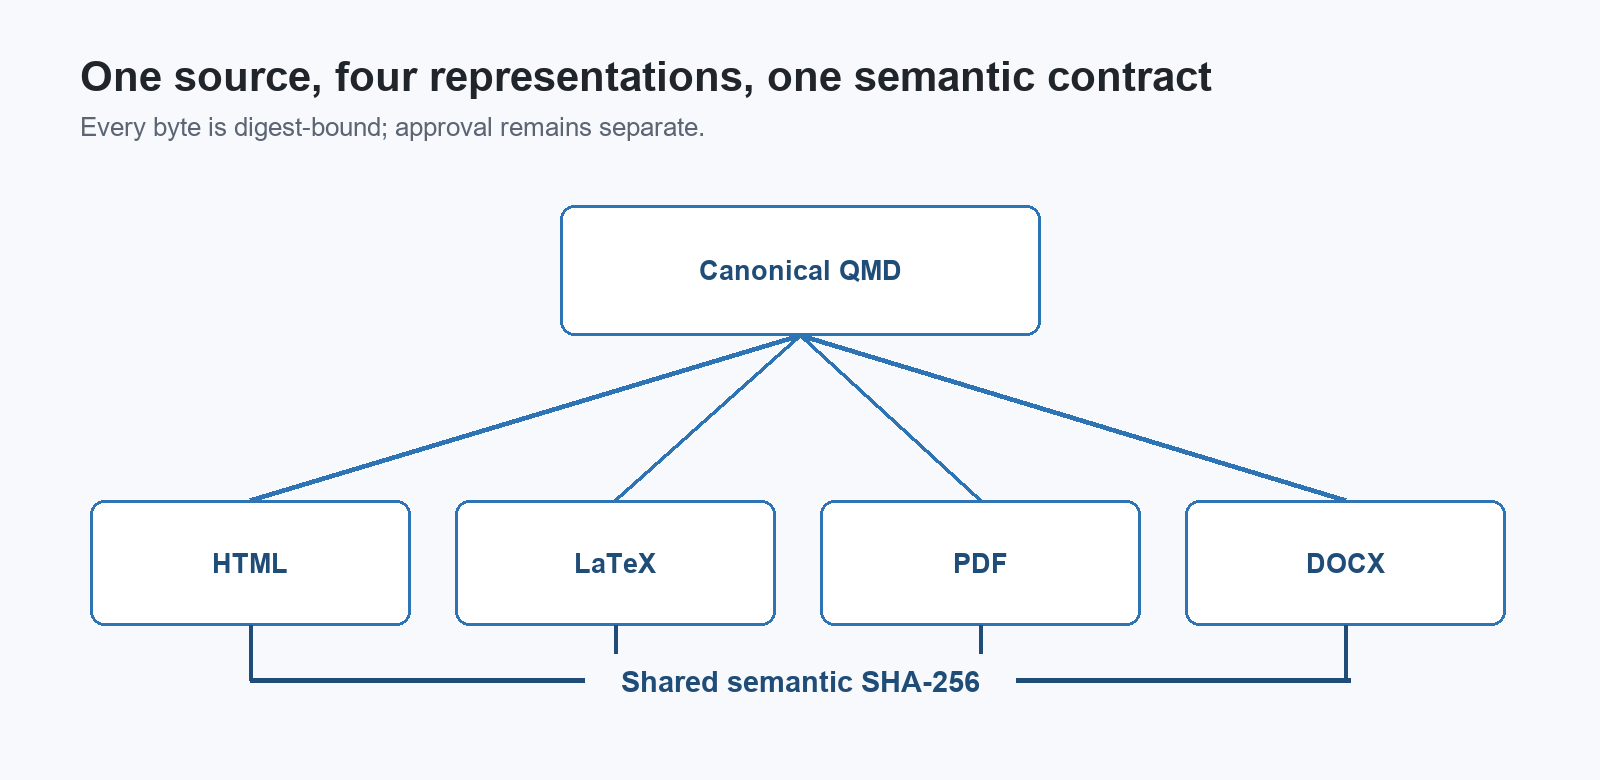 One source, four representations, one semantic contract
Every byte is digest-bound; approval remains separate.
Canonical QMD
HTML
LaTeX
PDF
DOCX
Shared semantic SHA-256